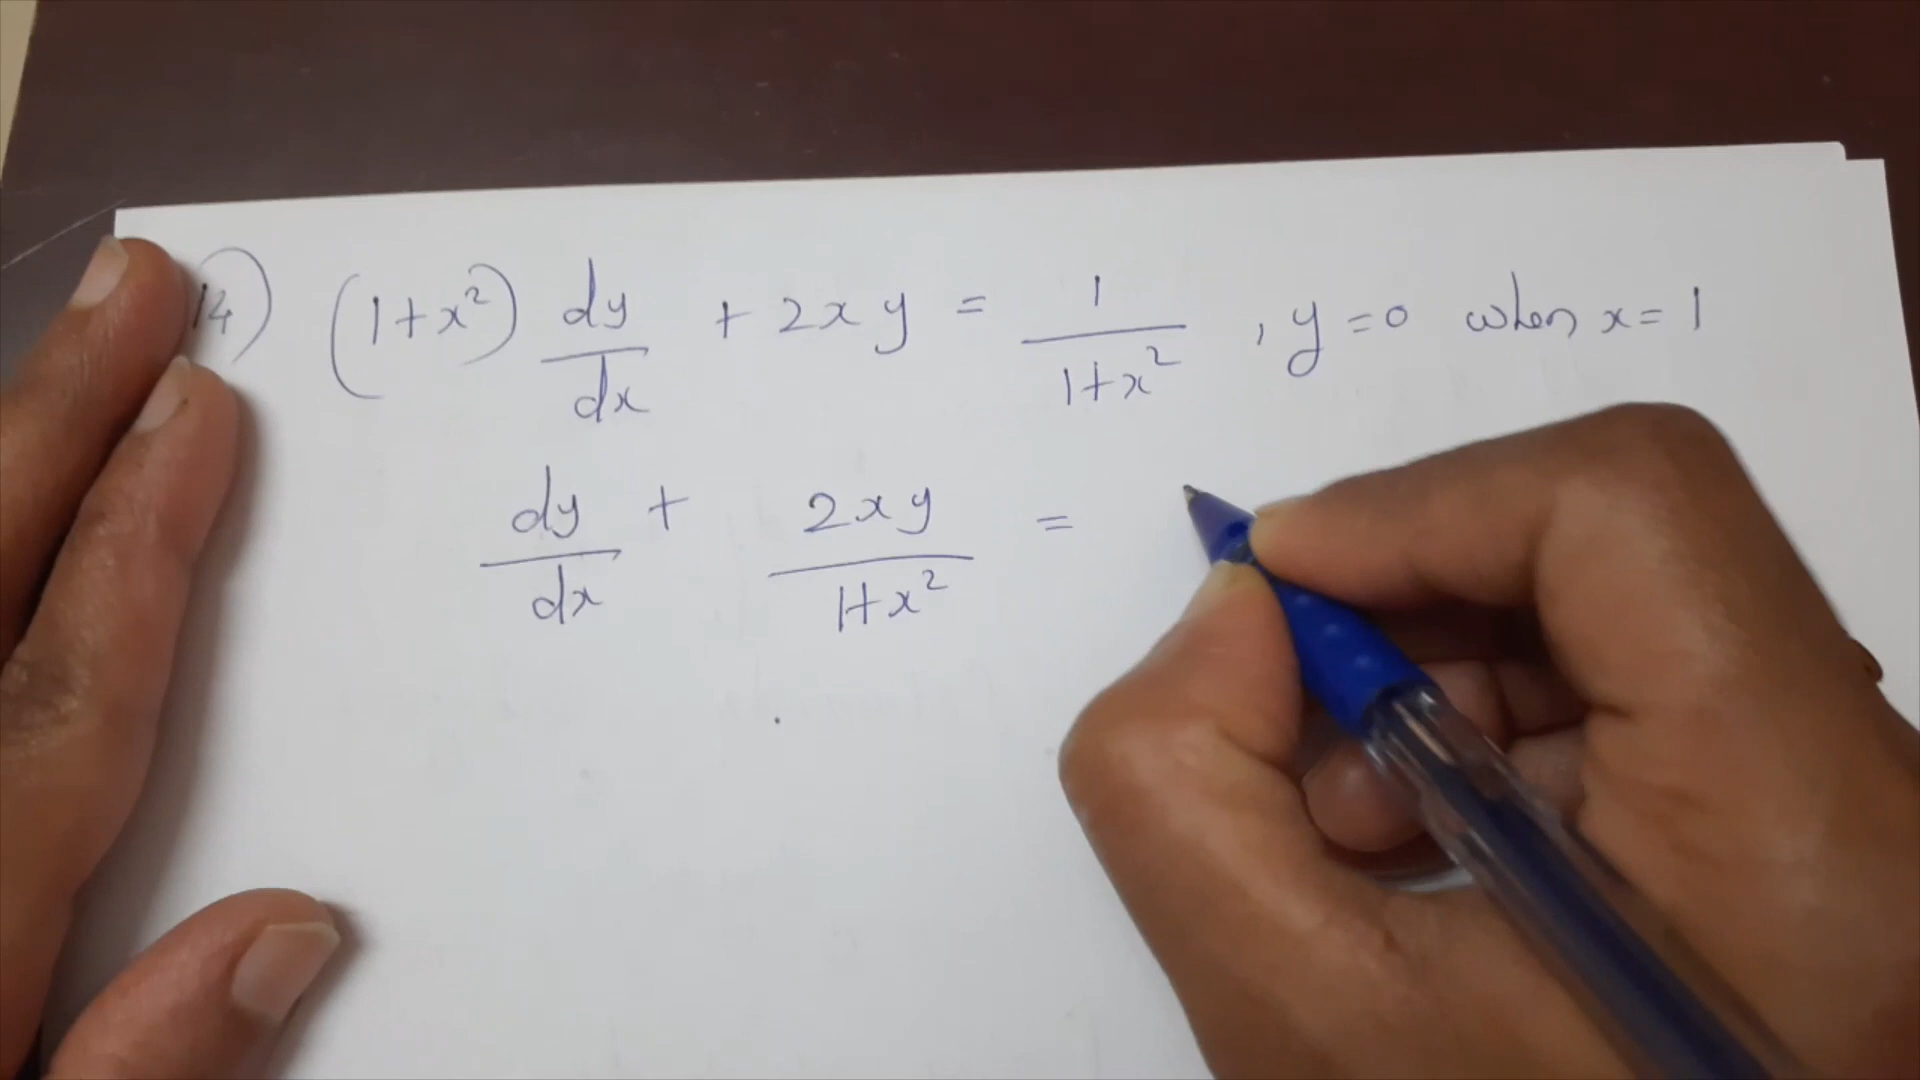 14) (1+x²) dy/dx + 2xy = 1/(1+x²) , y=0 when x=1
dy/dx + 2xy/(1+x²) =